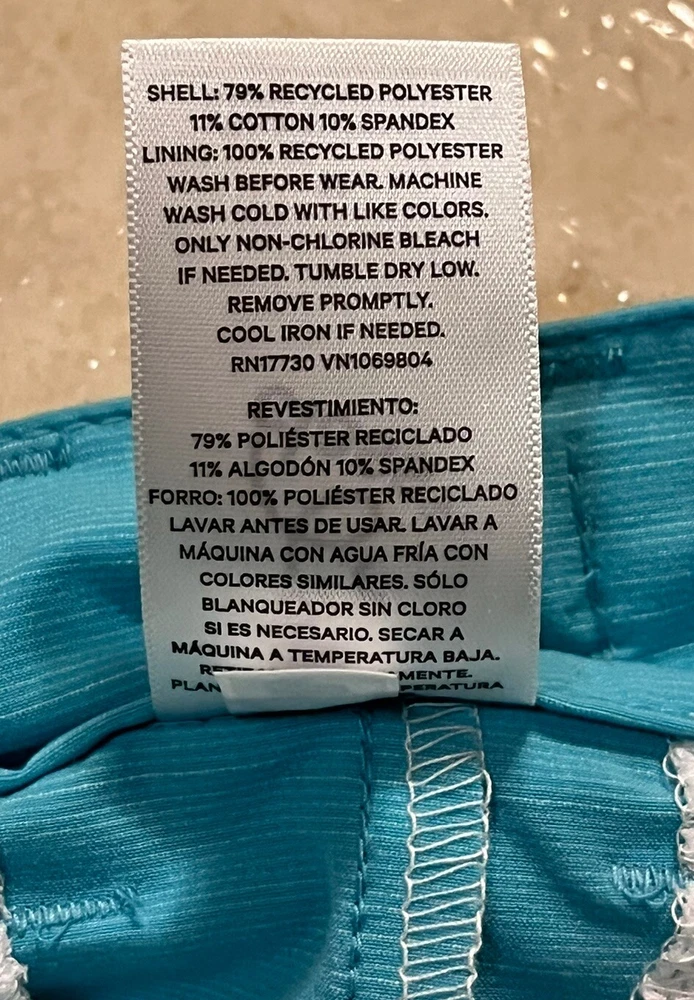 SHELL: 79% RECYCLED POLYESTER
11% COTTON 10% SPANDEX
LINING: 100% RECYCLED POLYESTER
WASH BEFORE WEAR. MACHINE
WASH COLD WITH LIKE COLORS.
ONLY NON-CHLORINE BLEACH
IF NEEDED. TUMBLE DRY LOW.
REMOVE PROMPTLY.
COOL IRON IF NEEDED.
RN17730 VN1069804
REVESTIMIENTO:
79% POLIÉSTER RECICLADO
11% ALGODÓN 10% SPANDEX
FORRO: 100% POLIÉSTER RECICLADO
LAVAR ANTES DE USAR. LAVAR A
MÁQUINA CON AGUA FRÍA CON
COLORES SIMILARES. SÓLO
BLANQUEADOR SIN CLORO
SI ES NECESARIO. SECAR A
MÁQUINA A TEMPERATURA BAJA.